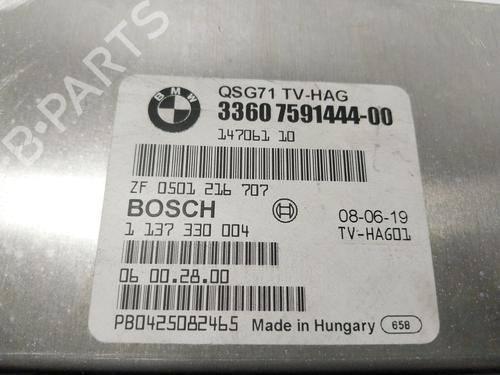 B-PARTS
BMW
QSG71 TV-HAG
3360 7591444-00
147061 10
ZF 0501 216 707
BOSCH
08-06-19
1 137 330 004
TV-HAG01
06 00.28.00
PB0425082465
Made in Hungary
658